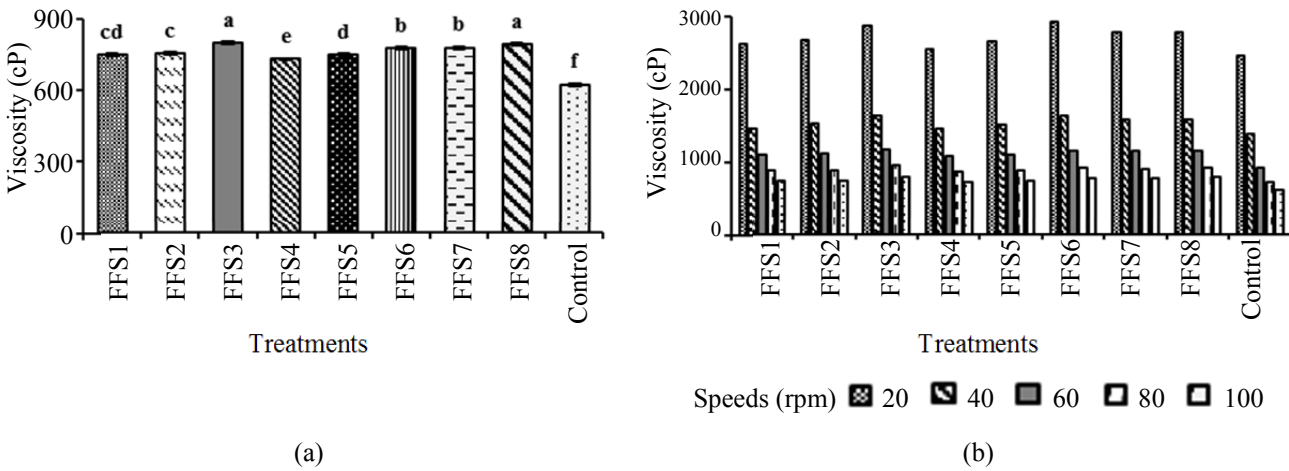 900
600
300
0
Viscosity (cP)
cd c a e d b b a f
FFS1 FFS2 FFS3 FFS4 FFS5 FFS6 FFS7 FFS8 Control
Treatments
(a)
3000
2000
1000
0
Viscosity (cP)
FFS1 FFS2 FFS3 FFS4 FFS5 FFS6 FFS7 FFS8 Control
Treatments
Speeds (rpm) 20 40 60 80 100
(b)